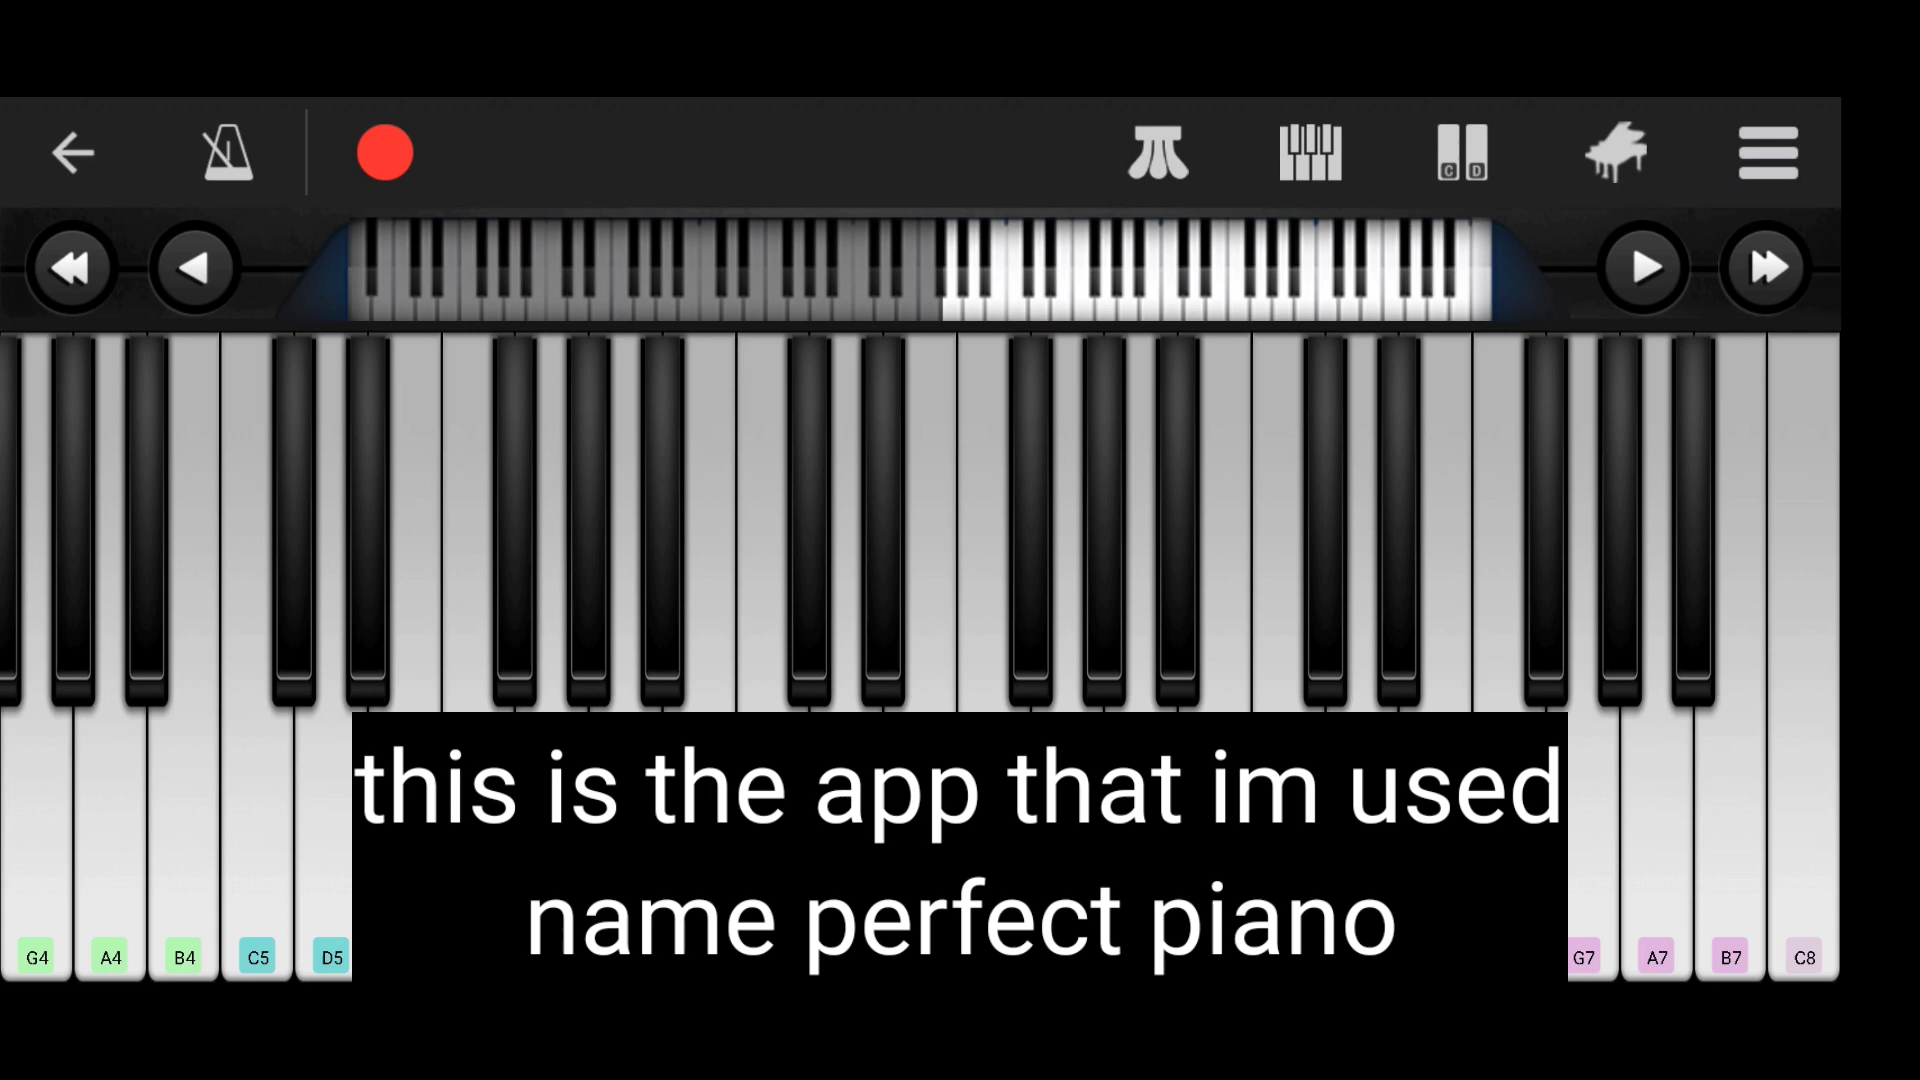 C D
this is the app that im used
name perfect piano
G4 A4 B4 C5 D5 G7 A7 B7 C8